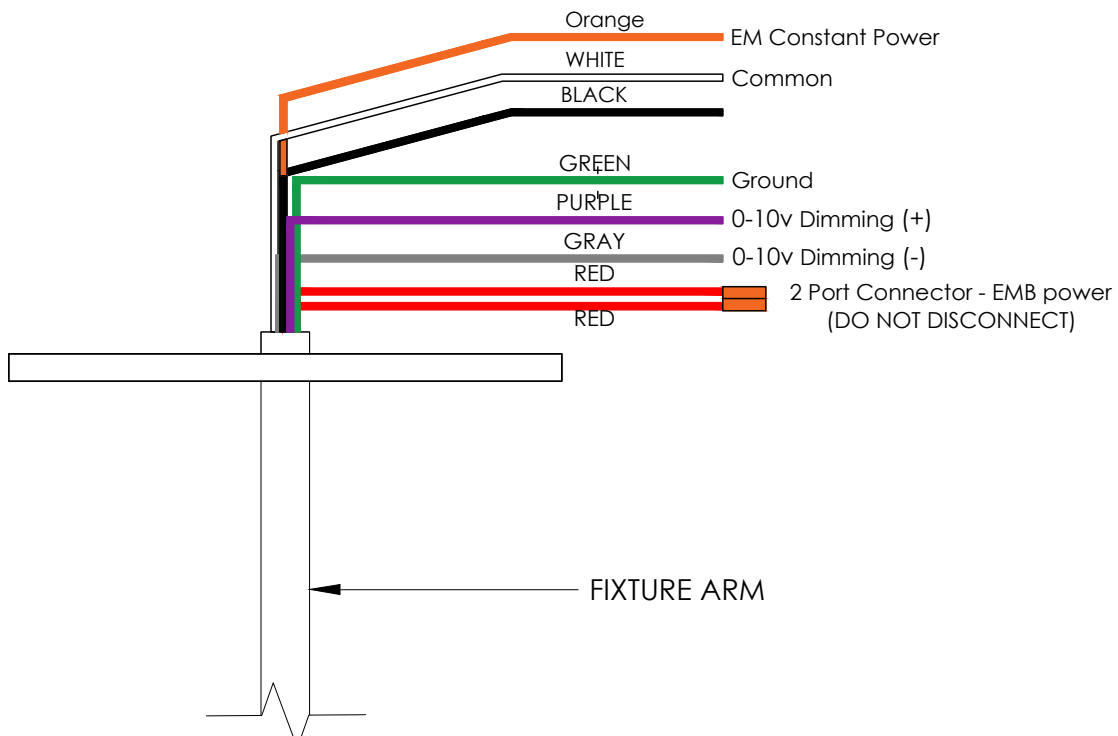 Orange
EM Constant Power
WHITE
Common
BLACK
GREEN
Ground
PURPLE
0-10v Dimming (+)
GRAY
0-10v Dimming (-)
RED
2 Port Connector - EMB power
(DO NOT DISCONNECT)
RED
FIXTURE ARM